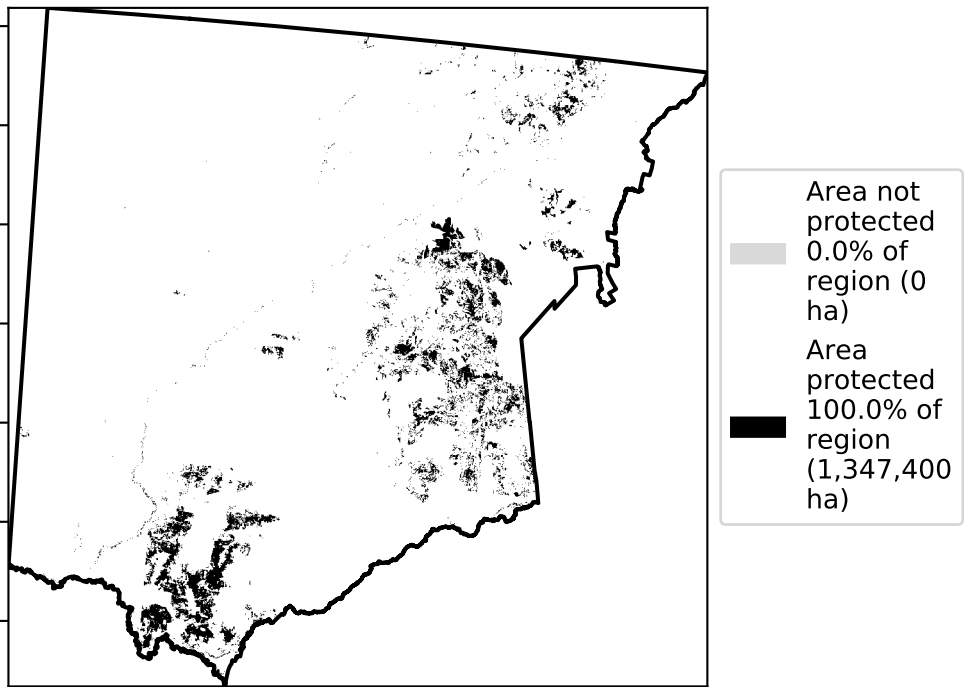 Area not
protected
0.0% of
region (0
ha)
Area
protected
100.0% of
region
(1,347,400
ha)